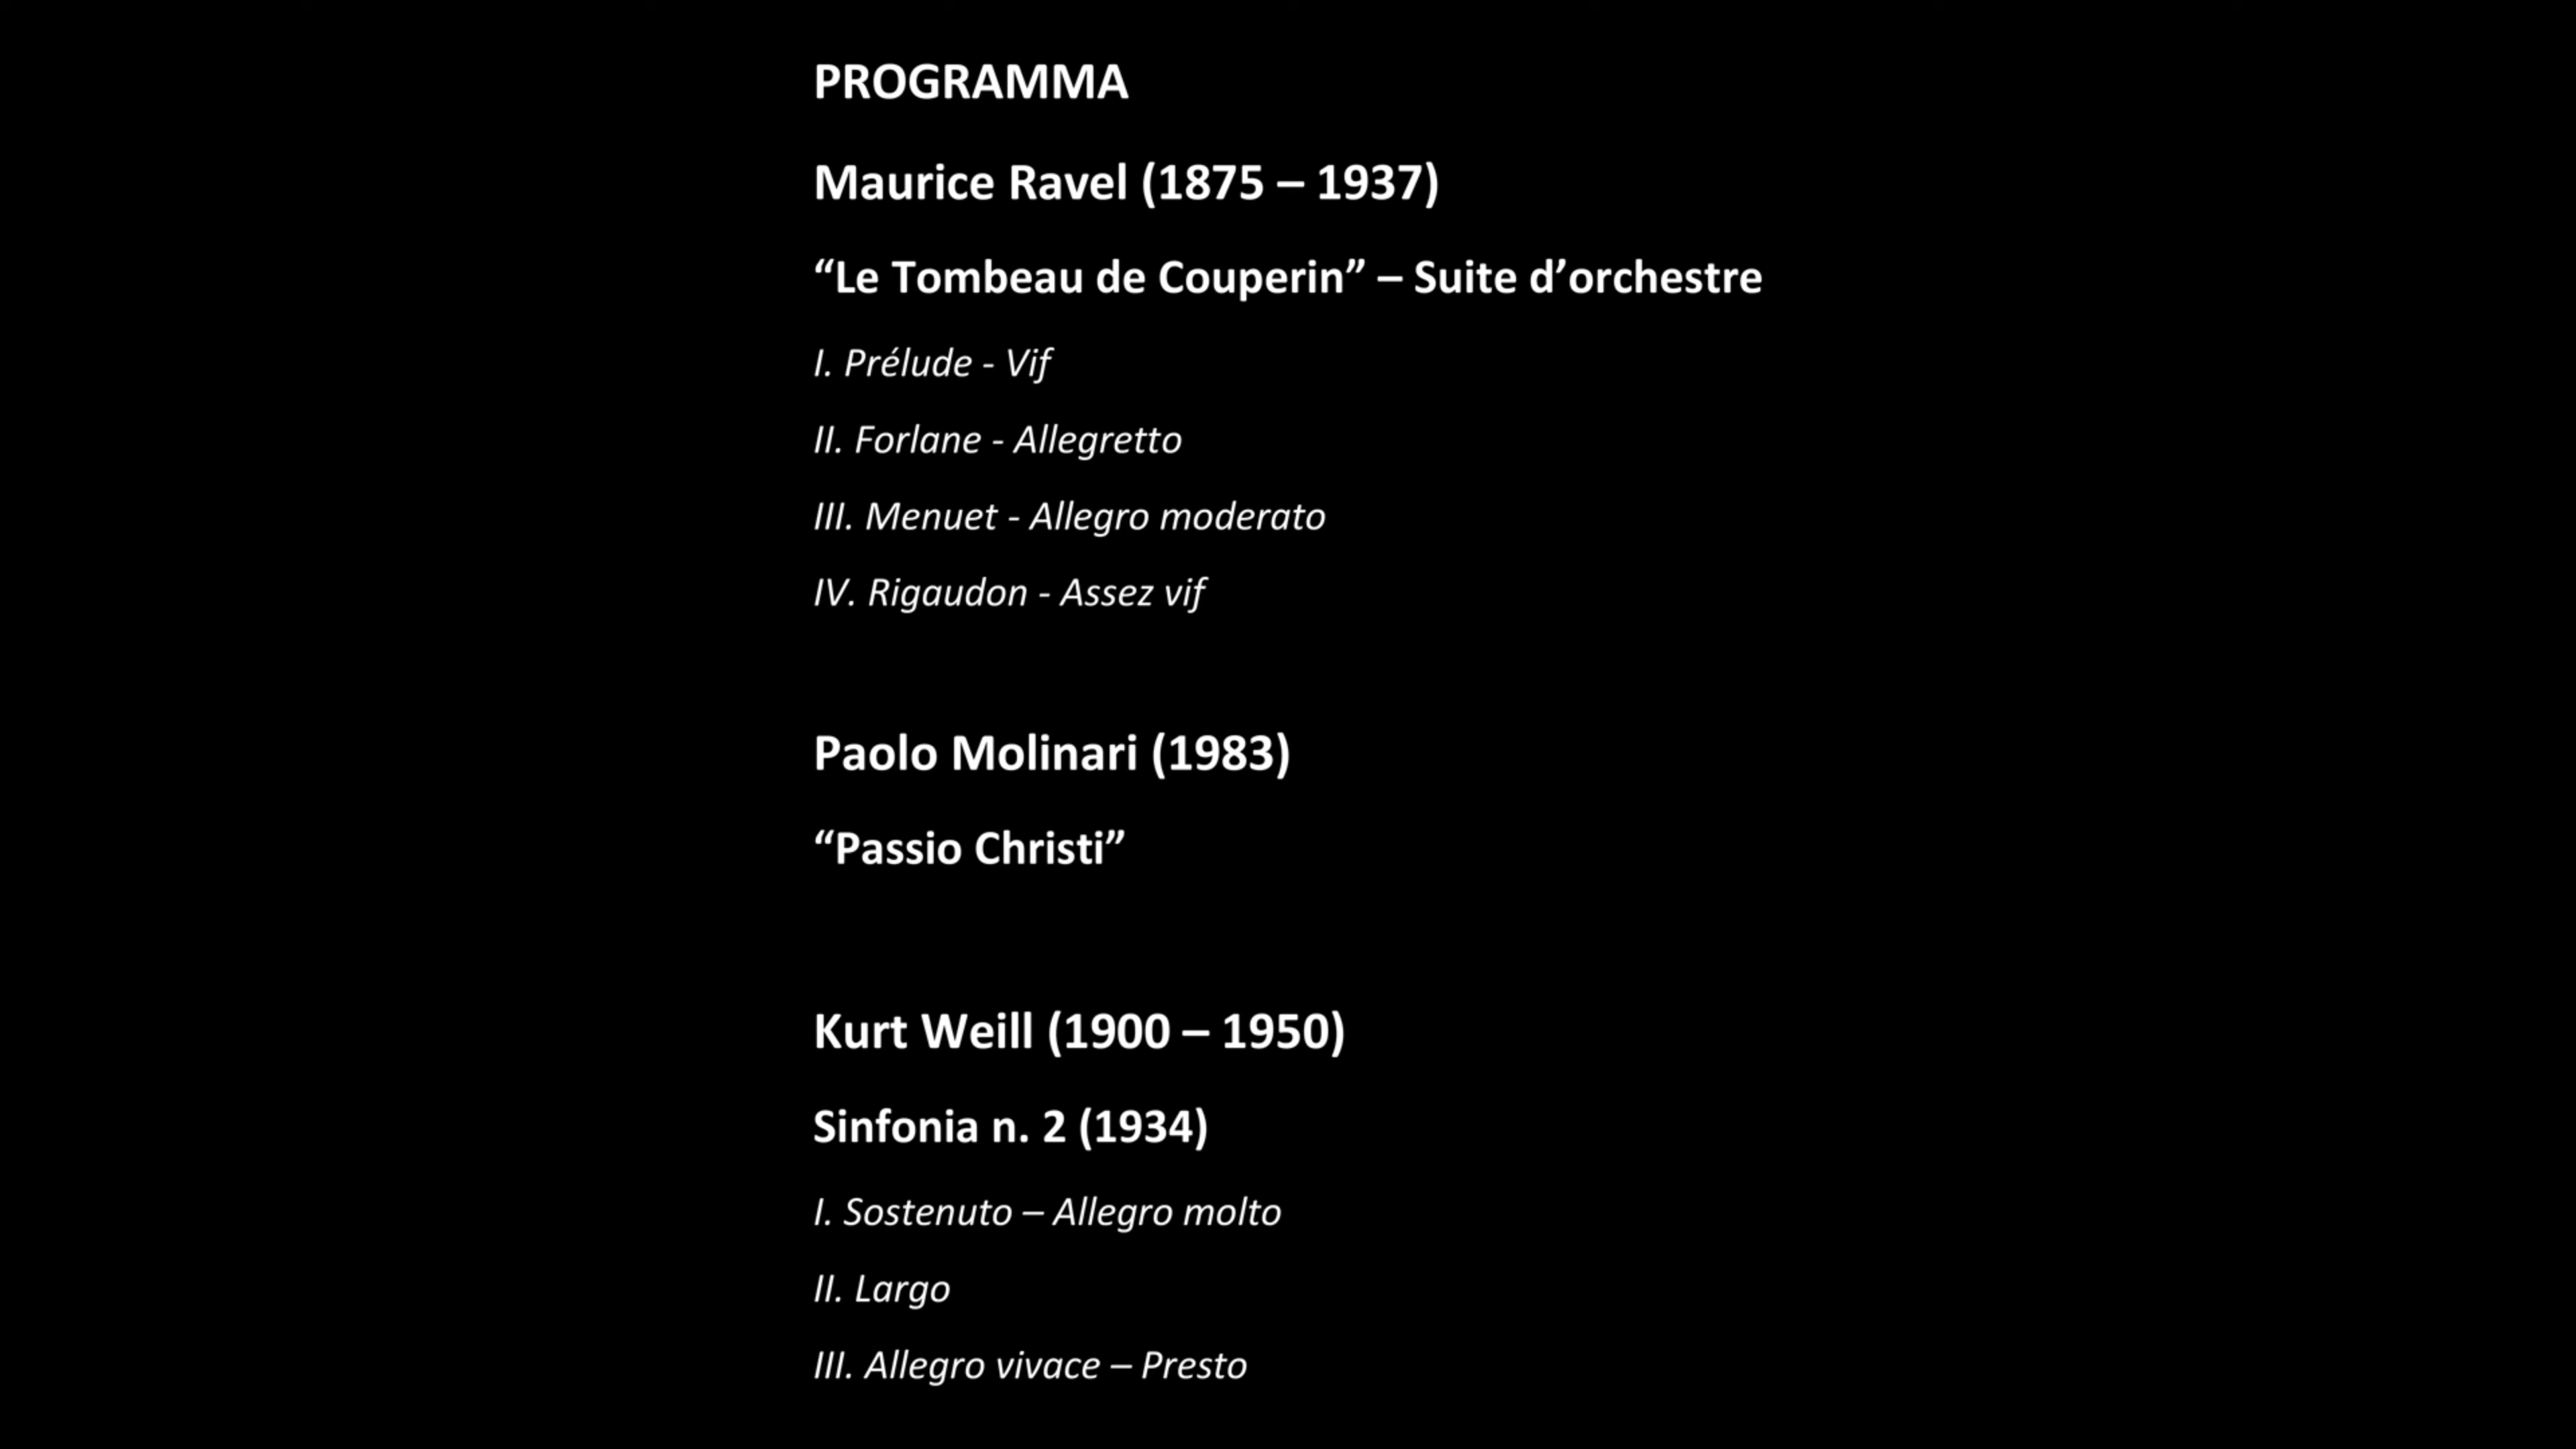 PROGRAMMA
Maurice Ravel (1875 – 1937)
“Le Tombeau de Couperin” – Suite d’orchestre
I. Prélude - Vif
II. Forlane - Allegretto
III. Menuet - Allegro moderato
IV. Rigaudon - Assez vif
Paolo Molinari (1983)
“Passio Christi”
Kurt Weill (1900 – 1950)
Sinfonia n. 2 (1934)
I. Sostenuto – Allegro molto
II. Largo
III. Allegro vivace – Presto